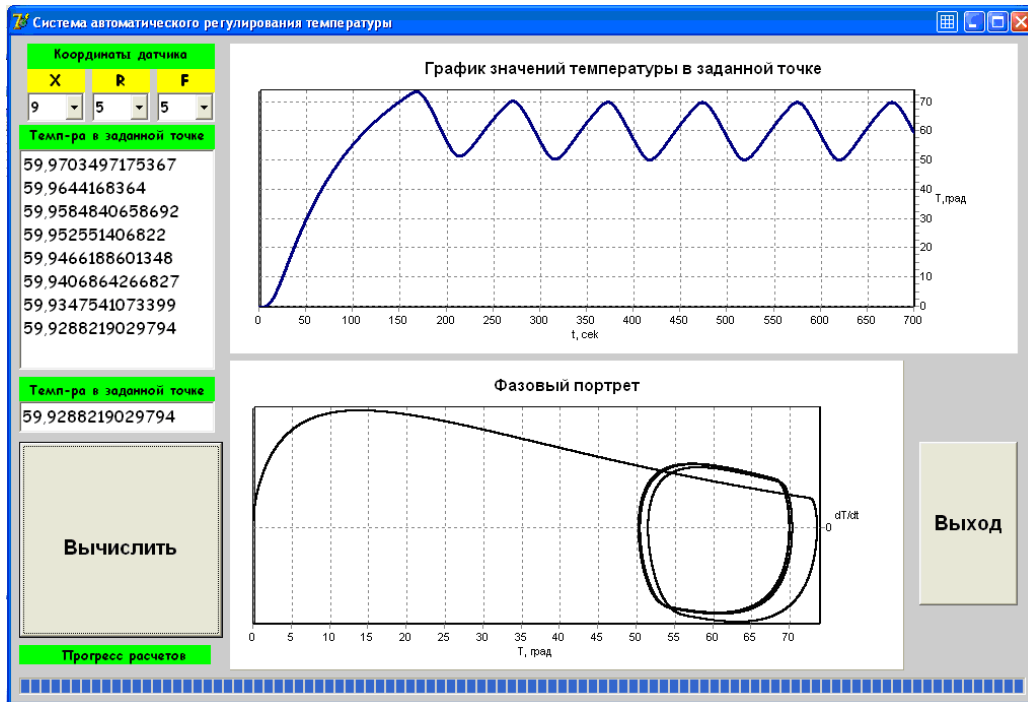 Система автоматического регулирования температуры
Координаты датчика
X R F
9 5 5
Темп-ра в заданной точке
59,9703497175367
59,9644168364
59,9584840658692
59,952551406822
59,9466188601348
59,9406864266827
59,9347541073399
59,9288219029794
Темп-ра в заданной точке
59,9288219029794
Вычислить
Прогресс расчетов
График значений температуры в заданной точке
70
60
50
40
T,град
30
20
10
0
0 50 100 150 200 250 300 350 400 450 500 550 600 650 700
t, сек
Фазовый портрет
dT/dt
0
0 5 10 15 20 25 30 35 40 45 50 55 60 65 70
T, град
Выход